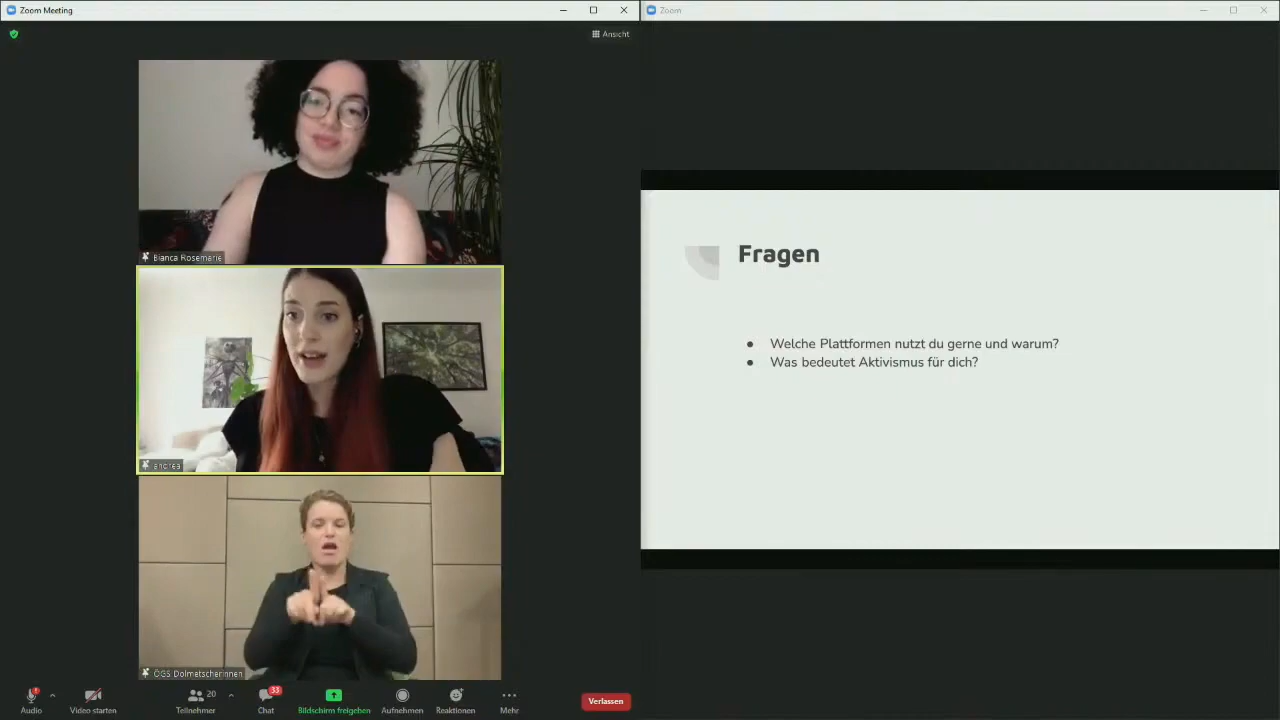 Zoom Meeting
Ansicht
Bianca Rosemarie
andrea
ÖGS Dolmetscherinnen
Audio
Video starten
20
Teilnehmer
33
Chat
Bildschirm freigeben
Aufnehmen
Reaktionen
Mehr
Verlassen
Zoom
Fragen
● Welche Plattformen nutzt du gerne und warum?
● Was bedeutet Aktivismus für dich?